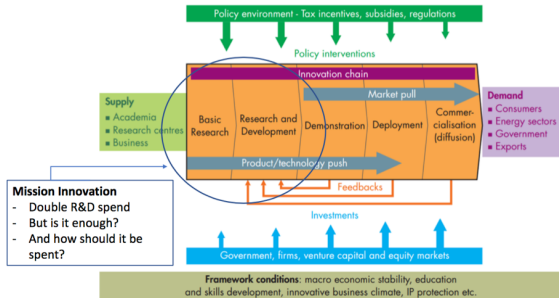 Policy environment - Tax incentives, subsidies, regulations
Policy interventions
Innovation chain
Market pull
Supply
Academia
Research centres
Business
Basic
Research
Research and
Development
Demonstration
Deployment
Commer-
cialisation
(diffusion)
Demand
Consumers
Energy sectors
Government
Exports
Product/technology push
Feedbacks
Mission Innovation
- Double R&D spend
- But is it enough?
- And how should it be
spent?
Investments
Government, firms, venture capital and equity markets
Framework conditions: macro economic stability, education
and skills development, innovative business climate, IP protection etc.